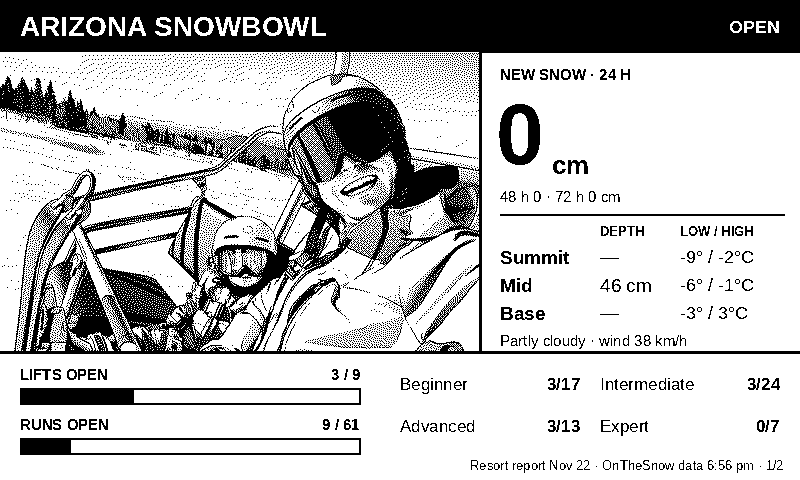 ARIZONA SNOWBOWL
OPEN
NEW SNOW · 24 H
0 cm
48 h 0 · 72 h 0 cm
DEPTH LOW / HIGH
Summit — -9° / -2°C
Mid 46 cm -6° / -1°C
Base — -3° / 3°C
Partly cloudy · wind 38 km/h
LIFTS OPEN 3 / 9
RUNS OPEN 9 / 61
Beginner 3/17 Intermediate 3/24
Advanced 3/13 Expert 0/7
Resort report Nov 22 · OnTheSnow data 6:56 pm · 1/2